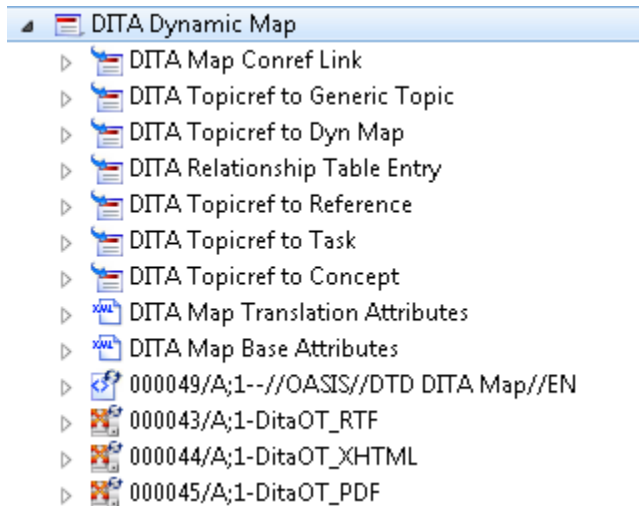 DITA Dynamic Map
DITA Map Conref Link
DITA Topicref to Generic Topic
DITA Topicref to Dyn Map
DITA Relationship Table Entry
DITA Topicref to Reference
DITA Topicref to Task
DITA Topicref to Concept
DITA Map Translation Attributes
DITA Map Base Attributes
000049/A;1--//OASIS//DTD DITA Map//EN
000043/A;1-DitaOT_RTF
000044/A;1-DitaOT_XHTML
000045/A;1-DitaOT_PDF